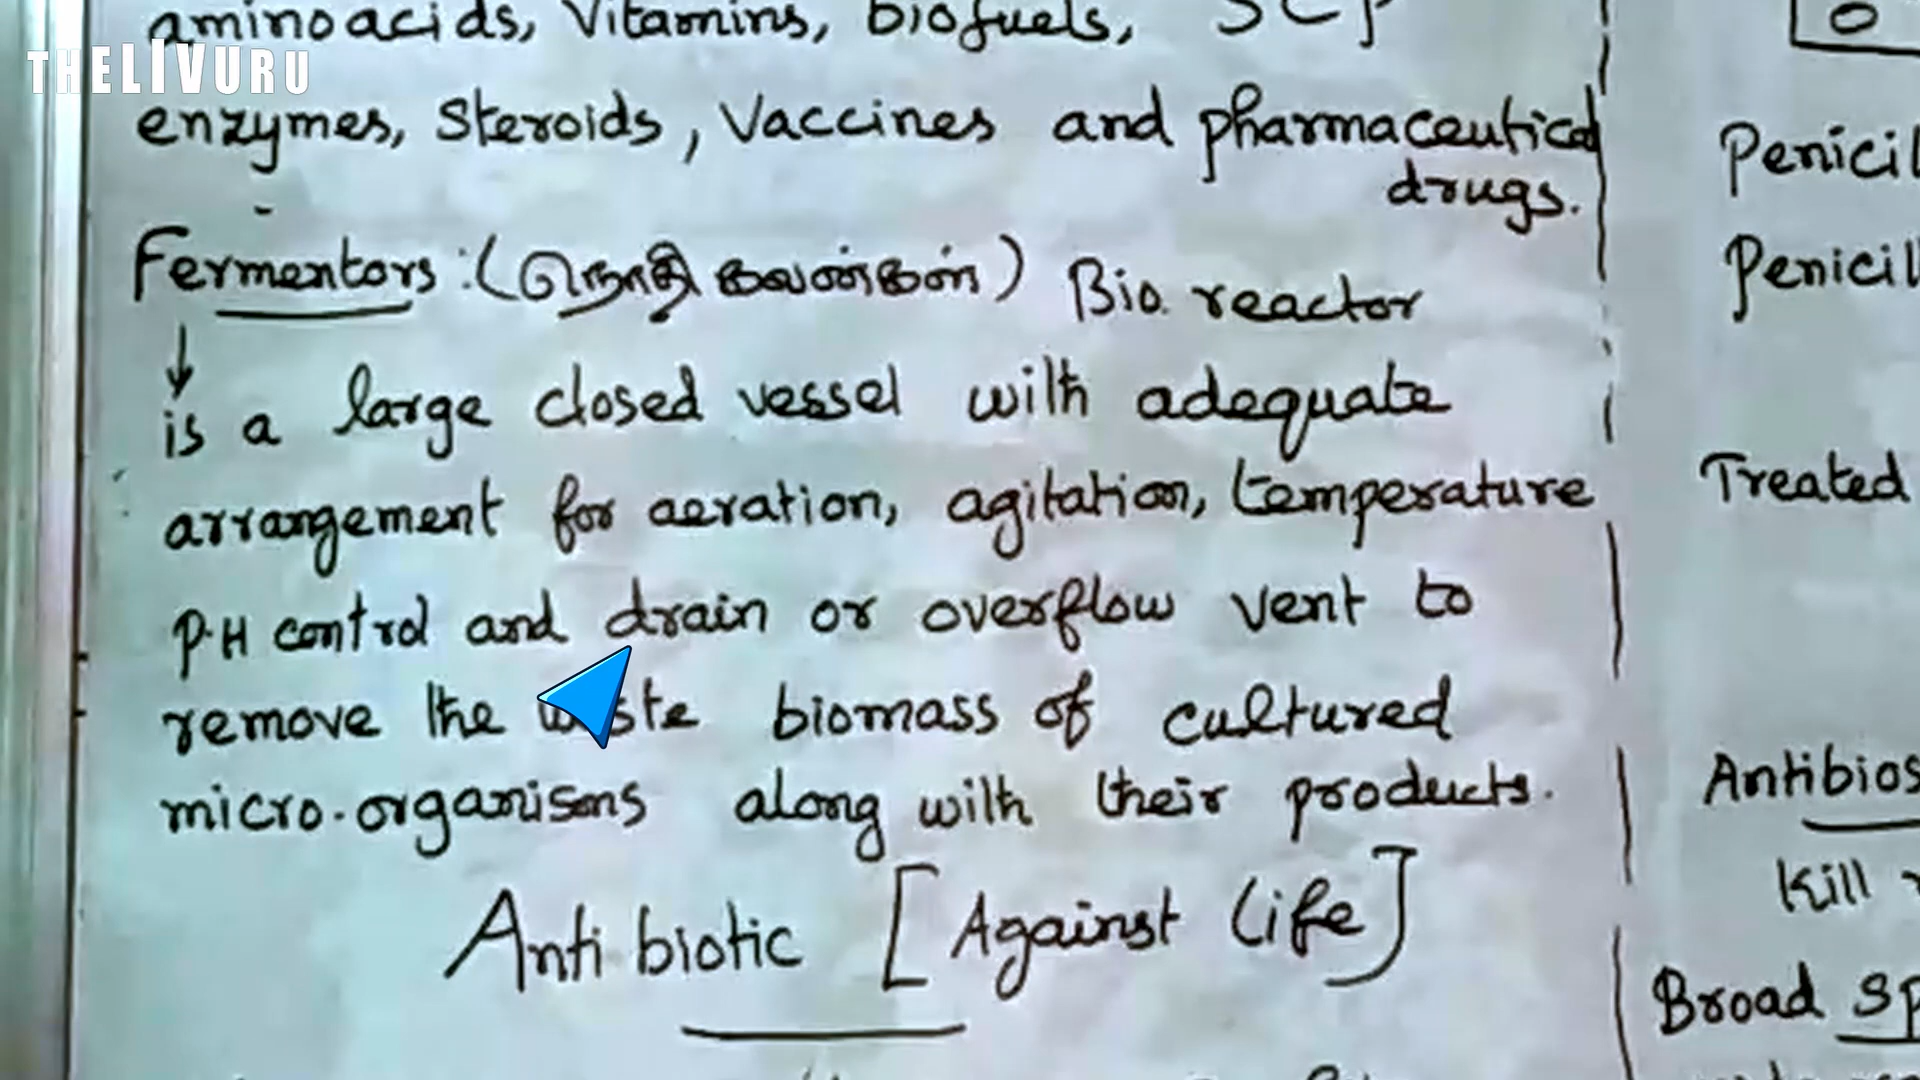 THELIVURU
aminoacids, Vitamins, biofuels, SCP
enzymes, Steroids, Vaccines and pharmaceutical
drugs.
Fermentors: (நொதி கலன்கள்) Bio. reactor
is a large closed vessel with adequate
arrangement for aeration, agitation, temperature
P.H control and drain or overflow vent to
remove the waste biomass of cultured
micro-organisms along with their products.
Anti biotic [Against Life]
Penicil
Penicil
Treated
Antibios
Kill
Broad sp